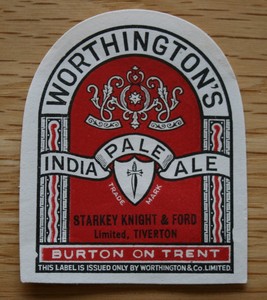 WORTHINGTON'S
INDIA PALE ALE
TRADE MARK
STARKEY KNIGHT & FORD
Limited, TIVERTON
BURTON ON TRENT
THIS LABEL IS ISSUED ONLY BY WORTHINGTON & Co. LIMITED.